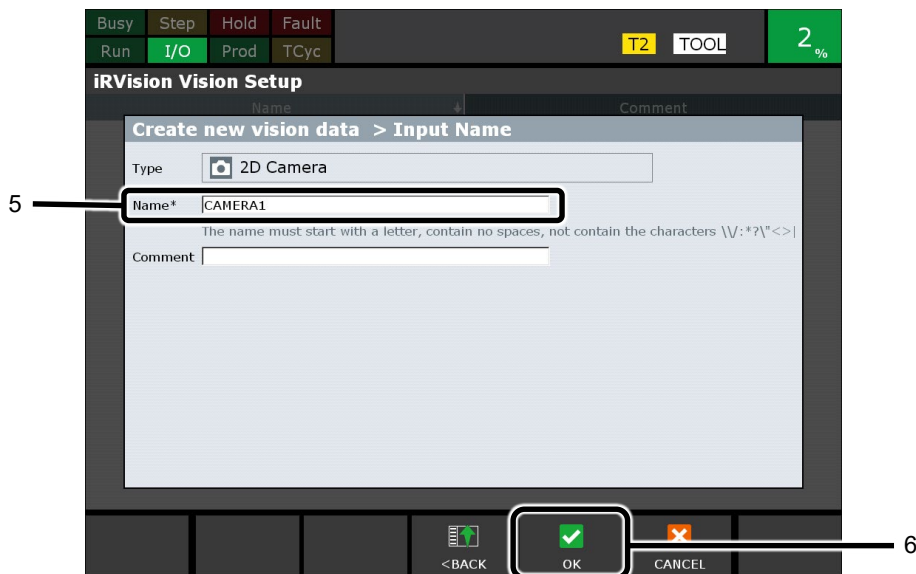 Busy Step Hold Fault
Run I/O Prod TCyc
T2 TOOL
2%
iRVision Vision Setup
Name Comment
Create new vision data > Input Name
Type 2D Camera
5
Name* CAMERA1
The name must start with a letter, contain no spaces, not contain the characters \\/:*?\"<>|
Comment
6
<BACK OK CANCEL